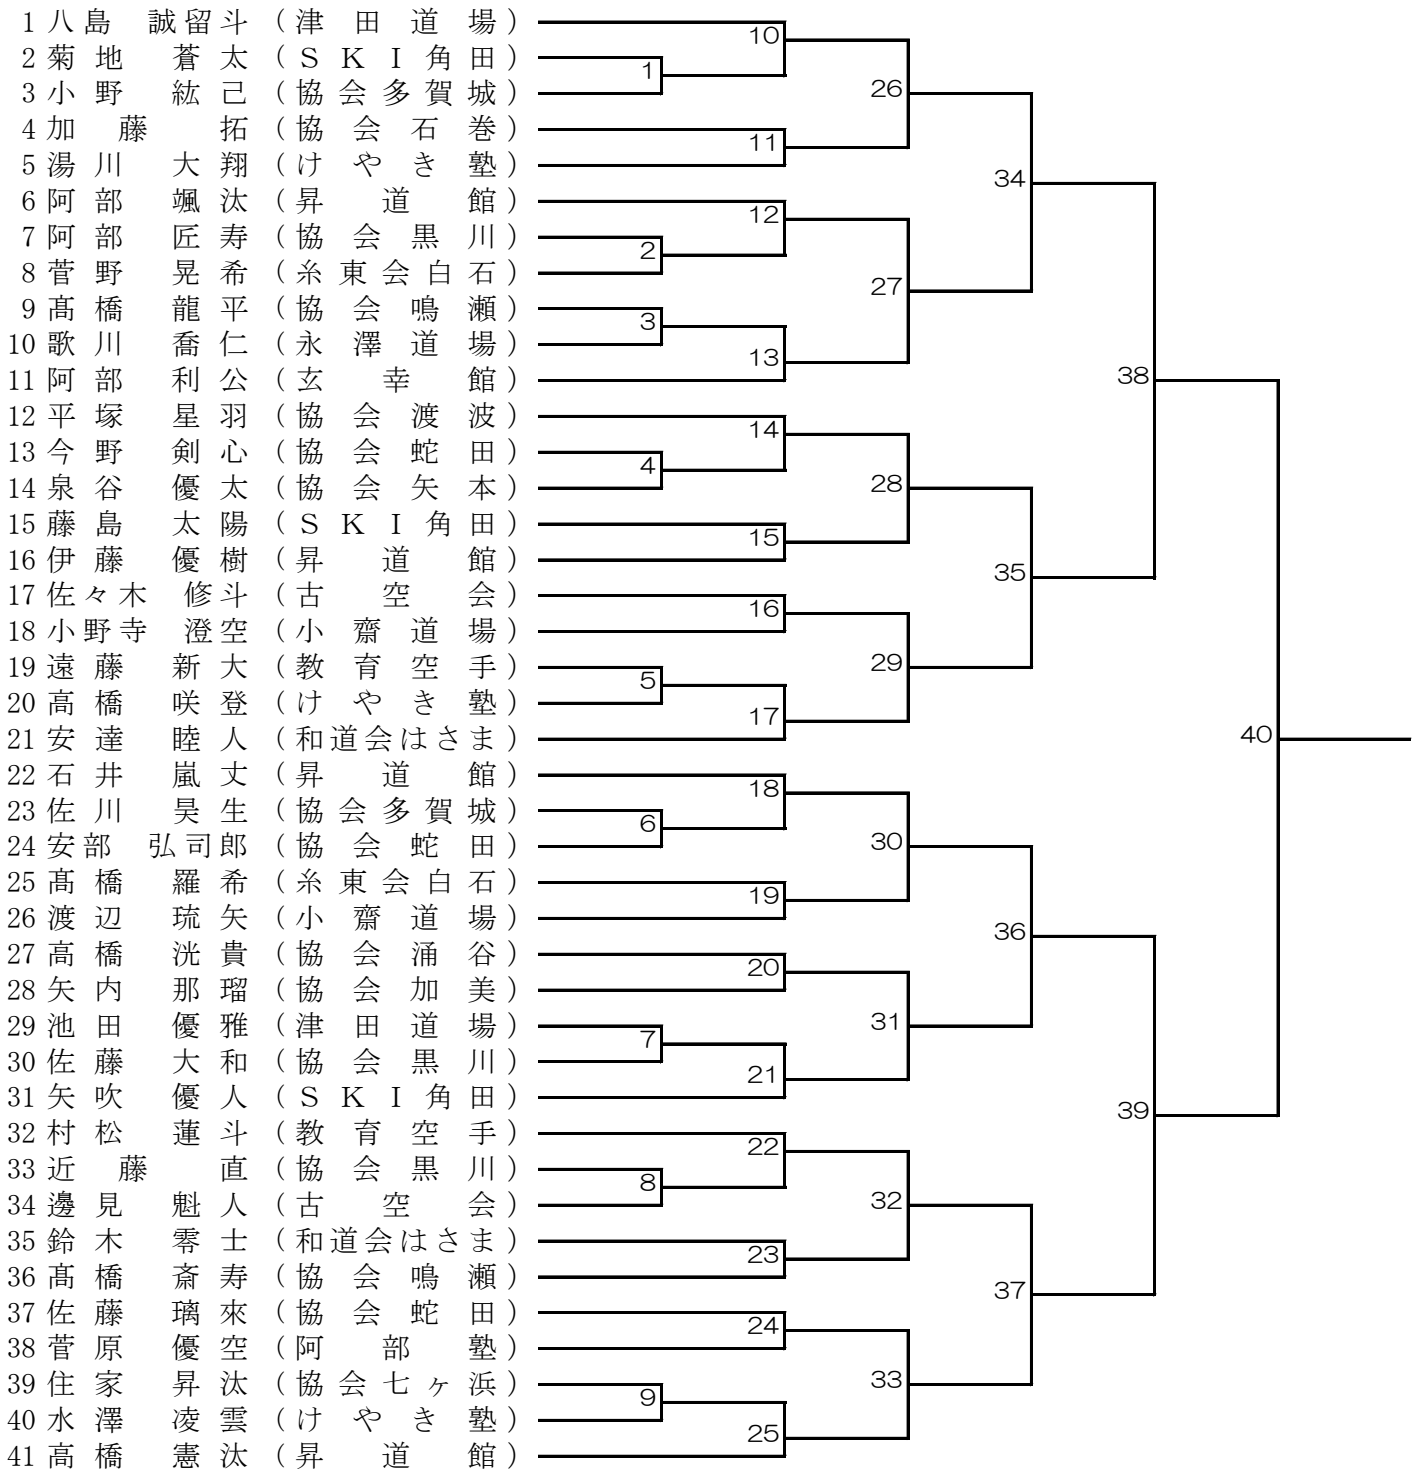 1 八島 誠留斗 (津田道場)
2 菊地 蒼太 (SKI角田)
3 小野 紘己 (協会多賀城)
4 加藤 拓 (協会石巻)
5 湯川 大翔 (けやき塾)
6 阿部 颯汰 (昇道館)
7 阿部 匠寿 (協会黒川)
8 菅野 晃希 (糸東会白石)
9 髙橋 龍平 (協会鳴瀬)
10 歌川 喬仁 (永澤道場)
11 阿部 利公 (玄幸館)
12 平塚 星羽 (協会渡波)
13 今野 剣心 (協会蛇田)
14 泉谷 優太 (協会矢本)
15 藤島 太陽 (SKI角田)
16 伊藤 優樹 (昇道館)
17 佐々木 修斗 (古空会)
18 小野寺 澄空 (小齋道場)
19 遠藤 新大 (教育空手)
20 高橋 咲登 (けやき塾)
21 安達 睦人 (和道会はさま)
22 石井 嵐丈 (昇道館)
23 佐川 昊生 (協会多賀城)
24 安部 弘司郎 (協会蛇田)
25 髙橋 羅希 (糸東会白石)
26 渡辺 琉矢 (小齋道場)
27 高橋 洸貴 (協会涌谷)
28 矢内 那瑠 (協会加美)
29 池田 優雅 (津田道場)
30 佐藤 大和 (協会黒川)
31 矢吹 優人 (SKI角田)
32 村松 蓮斗 (教育空手)
33 近藤 直 (協会黒川)
34 邊見 魁人 (古空会)
35 鈴木 零士 (和道会はさま)
36 髙橋 斎寿 (協会鳴瀬)
37 佐藤 璃來 (協会蛇田)
38 菅原 優空 (阿部塾)
39 住家 昇汰 (協会七ヶ浜)
40 水澤 凌雲 (けやき塾)
41 高橋 憲汰 (昇道館)
1
2
3
4
5
6
7
8
9
10
11
12
13
14
15
16
17
18
19
20
21
22
23
24
25
26
27
28
29
30
31
32
33
34
35
36
37
38
39
40